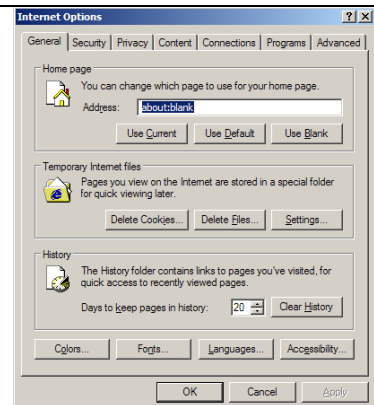 Internet Options
General Security Privacy Content Connections Programs Advanced
Home page
You can change which page to use for your home page.
Address: about:blank
Use Current Use Default Use Blank
Temporary Internet files
Pages you view on the Internet are stored in a special folder
for quick viewing later.
Delete Cookies... Delete Files... Settings...
History
The History folder contains links to pages you've visited, for
quick access to recently viewed pages.
Days to keep pages in history: 20 Clear History
Colors... Fonts... Languages... Accessibility...
OK Cancel Apply